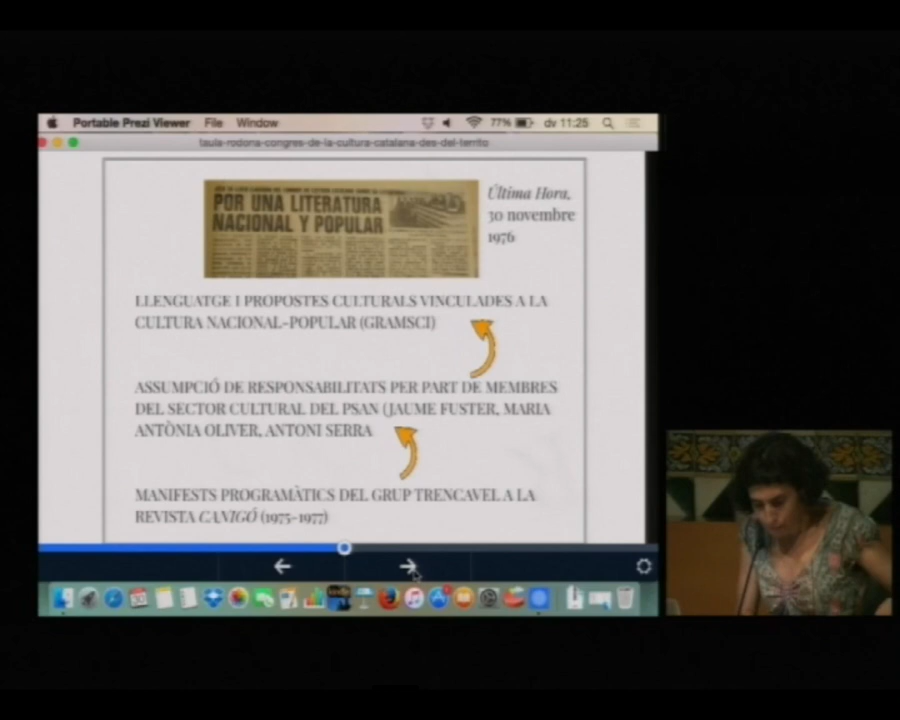 Portable Prezi Viewer File Window 77% dv 11:25
taula-rodona-congres-de-la-cultura-catalana-des-del-territo
POR UNA LITERATURA
NACIONAL Y POPULAR
Última Hora,
30 novembre
1976
LLENGUATGE I PROPOSTES CULTURALS VINCULADES A LA
CULTURA NACIONAL-POPULAR (GRAMSCI)
ASSUMPCIÓ DE RESPONSABILITATS PER PART DE MEMBRES
DEL SECTOR CULTURAL DEL PSAN (JAUME FUSTER, MARIA
ANTÒNIA OLIVER, ANTONI SERRA
MANIFESTS PROGRAMÀTICS DEL GRUP TRENCAVEL A LA
REVISTA CANIGÓ (1975-1977)